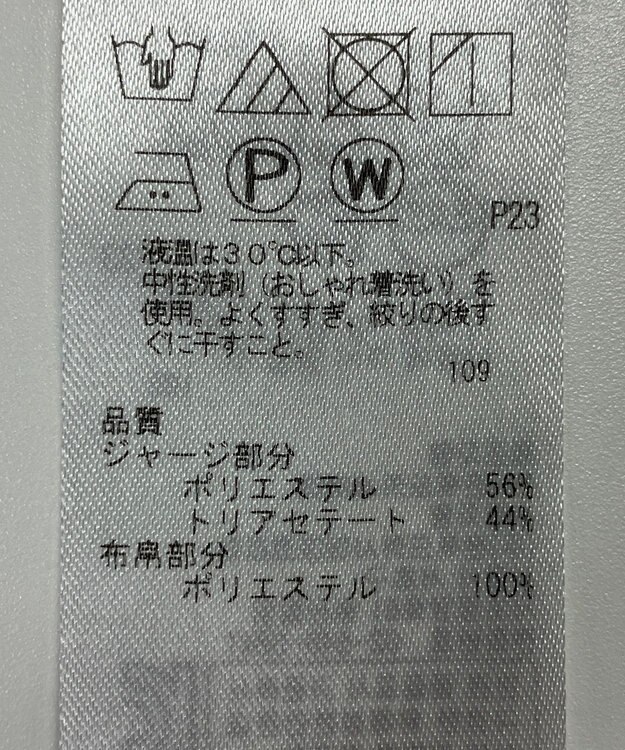 P
W
P23
液温は30℃以下。
中性洗剤(おしゃれ着洗い)を
使用。よくすすぎ、絞りの後す
ぐに干すこと。
109
品質
ジャージ部分
ポリエステル 56%
トリアセテート 44%
布帛部分
ポリエステル 100%